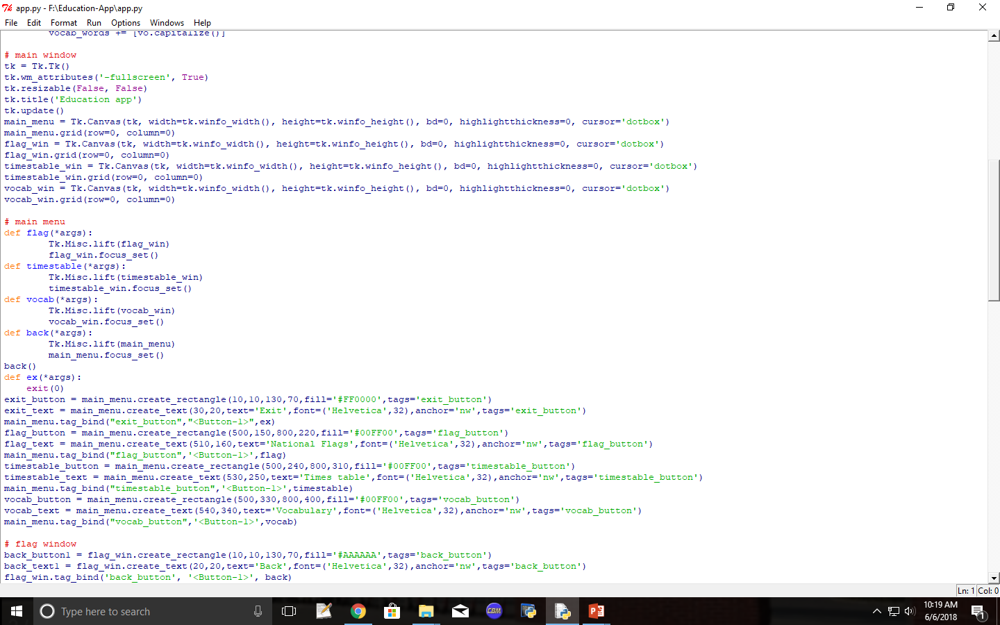 app.py - F:\Education-App\app.py
File Edit Format Run Options Windows Help
        vocab_words += [vo.capitalize()]

# main window
tk = Tk.Tk()
tk.wm_attributes('-fullscreen', True)
tk.resizable(False, False)
tk.title('Education app')
tk.update()
main_menu = Tk.Canvas(tk, width=tk.winfo_width(), height=tk.winfo_height(), bd=0, highlightthickness=0, cursor='dotbox')
main_menu.grid(row=0, column=0)
flag_win = Tk.Canvas(tk, width=tk.winfo_width(), height=tk.winfo_height(), bd=0, highlightthickness=0, cursor='dotbox')
flag_win.grid(row=0, column=0)
timestable_win = Tk.Canvas(tk, width=tk.winfo_width(), height=tk.winfo_height(), bd=0, highlightthickness=0, cursor='dotbox')
timestable_win.grid(row=0, column=0)
vocab_win = Tk.Canvas(tk, width=tk.winfo_width(), height=tk.winfo_height(), bd=0, highlightthickness=0, cursor='dotbox')
vocab_win.grid(row=0, column=0)

# main menu
def flag(*args):
        Tk.Misc.lift(flag_win)
        flag_win.focus_set()
def timestable(*args):
        Tk.Misc.lift(timestable_win)
        timestable_win.focus_set()
def vocab(*args):
        Tk.Misc.lift(vocab_win)
        vocab_win.focus_set()
def back(*args):
        Tk.Misc.lift(main_menu)
        main_menu.focus_set()
back()
def ex(*args):
    exit(0)
exit_button = main_menu.create_rectangle(10,10,130,70,fill='#FF0000',tags='exit_button')
exit_text = main_menu.create_text(30,20,text='Exit',font=('Helvetica',32),anchor='nw',tags='exit_button')
main_menu.tag_bind("exit_button","<Button-1>",ex)
flag_button = main_menu.create_rectangle(500,150,800,220,fill='#00FF00',tags='flag_button')
flag_text = main_menu.create_text(510,160,text='National Flags',font=('Helvetica',32),anchor='nw',tags='flag_button')
main_menu.tag_bind("flag_button",'<Button-1>',flag)
timestable_button = main_menu.create_rectangle(500,240,800,310,fill='#00FF00',tags='timestable_button')
timestable_text = main_menu.create_text(530,250,text='Times table',font=('Helvetica',32),anchor='nw',tags='timestable_button')
main_menu.tag_bind("timestable_button",'<Button-1>',timestable)
vocab_button = main_menu.create_rectangle(500,330,800,400,fill='#00FF00',tags='vocab_button')
vocab_text = main_menu.create_text(540,340,text='Vocabulary',font=('Helvetica',32),anchor='nw',tags='vocab_button')
main_menu.tag_bind("vocab_button",'<Button-1>',vocab)

# flag window
back_button1 = flag_win.create_rectangle(10,10,130,70,fill='#AAAAAA',tags='back_button')
back_text1 = flag_win.create_text(20,20,text='Back',font=('Helvetica',32),anchor='nw',tags='back_button')
flag_win.tag_bind('back_button', '<Button-1>', back)
Ln: 1 Col: 0
Type here to search
CBM
10:19 AM
6/6/2018
1